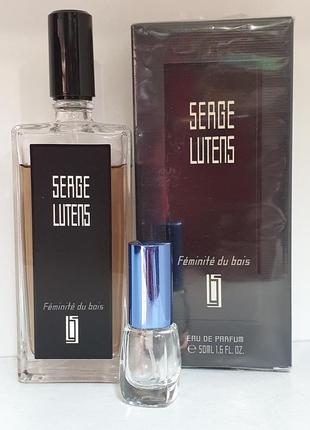 SERGE
LUTENS
Féminité du bois
SERGE
LUTENS
Féminité du bois
EAU DE PARFUM
℮ 50ML 1.6 FL. OZ.